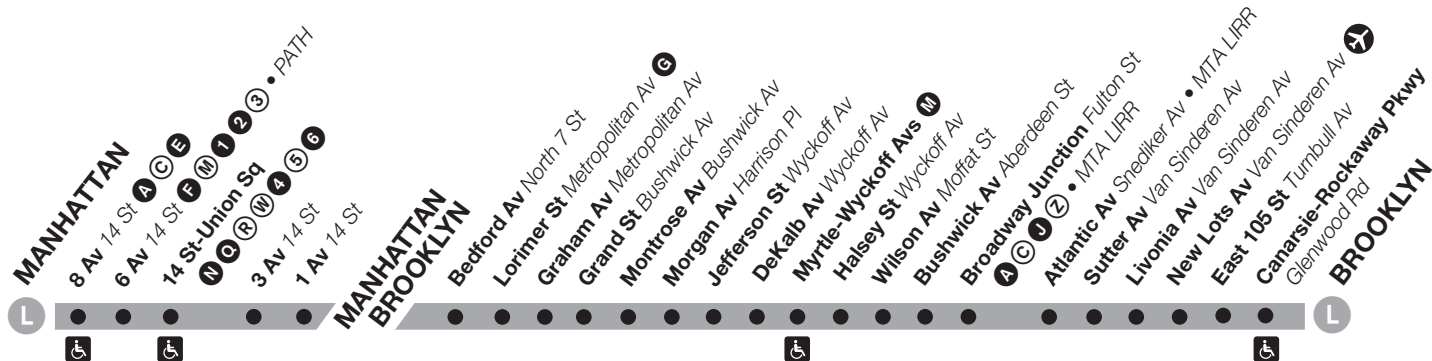 L
MANHATTAN
8 Av 14 St A C E
6 Av 14 St F M 1 2 3 • PATH
14 St-Union Sq
N Q R W 4 5 6
3 Av 14 St
1 Av 14 St
MANHATTAN
BROOKLYN
Bedford Av North 7 St
Lorimer St Metropolitan Av G
Graham Av Metropolitan Av
Grand St Bushwick Av
Montrose Av Bushwick Av
Morgan Av Harrison Pl
Jefferson St Wyckoff Av
DeKalb Av Wyckoff Av
Myrtle-Wyckoff Avs M
Halsey St Wyckoff Av
Wilson Av Moffat St
Bushwick Av Aberdeen St
Broadway Junction Fulton St
A C J Z • MTA LIRR
Atlantic Av Snediker Av • MTA LIRR
Sutter Av Van Sinderen Av
Livonia Av Van Sinderen Av
New Lots Av Van Sinderen Av
East 105 St Turnbull Av
Canarsie-Rockaway Pkwy
Glenwood Rd
BROOKLYN
L